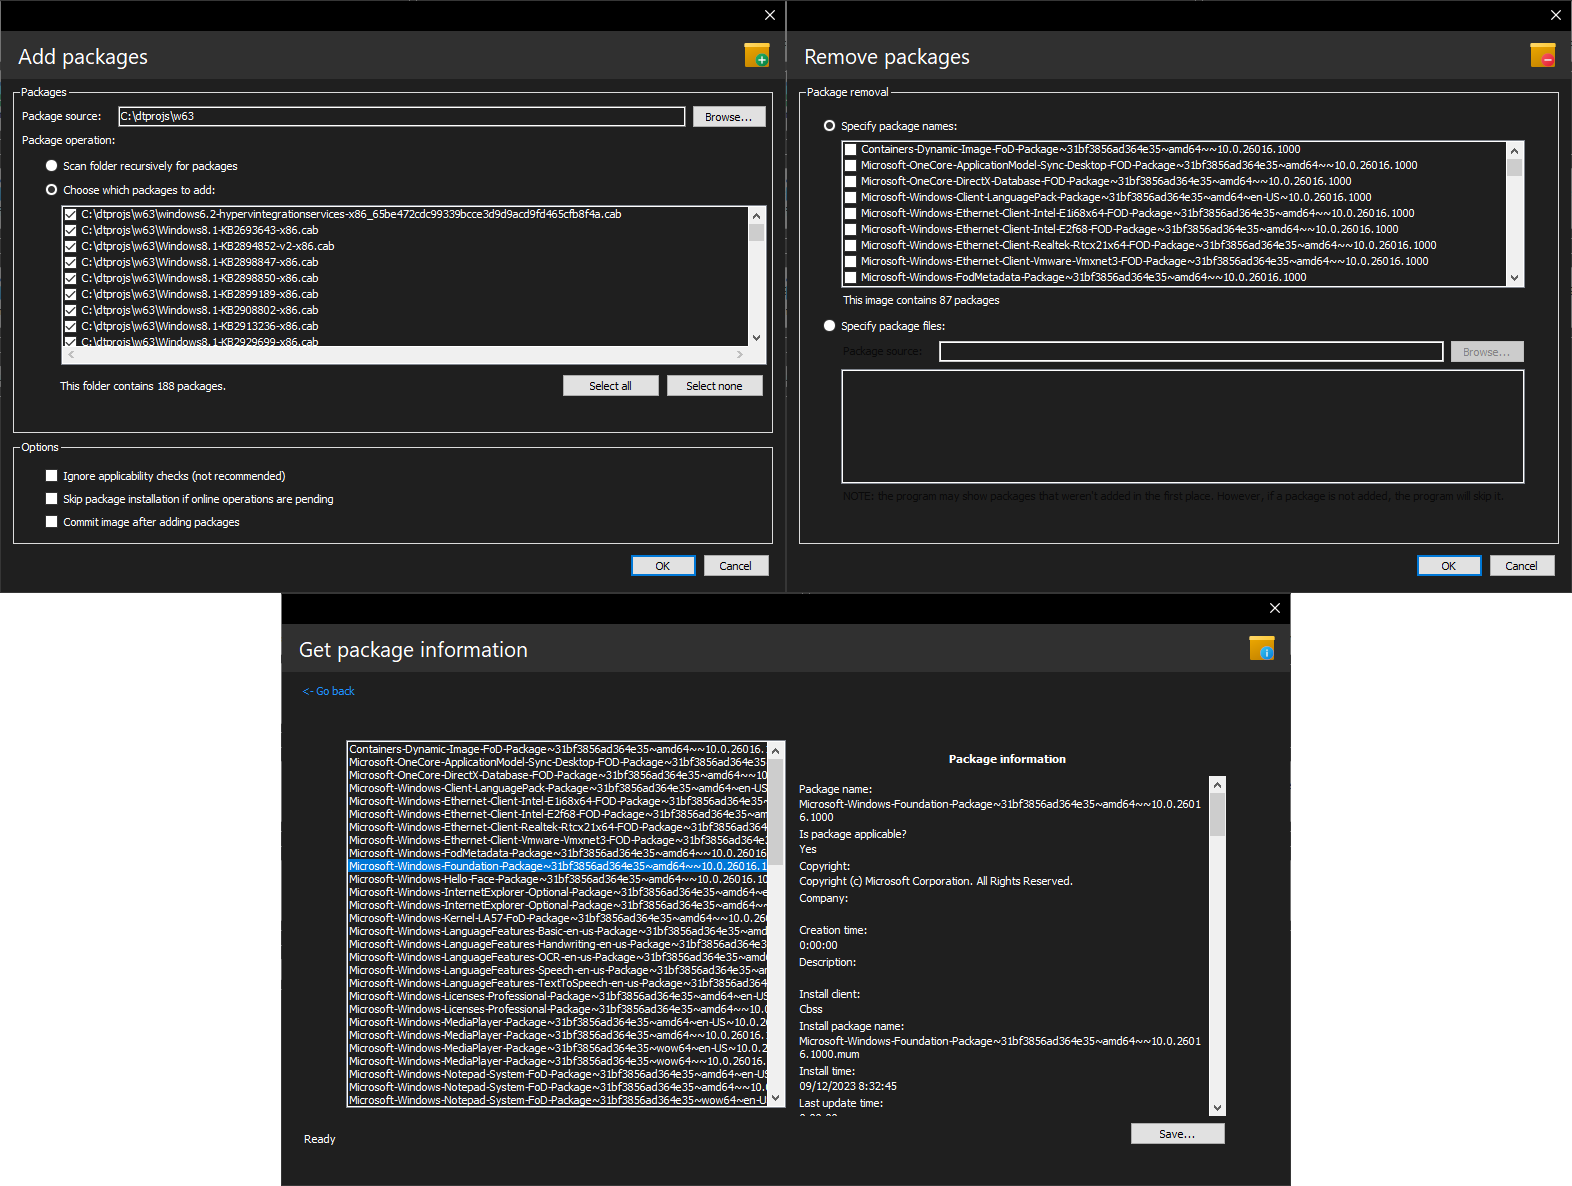 Add packages
Packages
Package source:
C:\dtprojs\w63
Browse...
Package operation:
Scan folder recursively for packages
Choose which packages to add:
C:\dtprojs\w63\windows6.2-hypervintegrationservices-x86_65be472cdc99339bcce3d9d9acd9fd465cfb8f4a.cab
C:\dtprojs\w63\Windows8.1-KB2693643-x86.cab
C:\dtprojs\w63\Windows8.1-KB2894852-v2-x86.cab
C:\dtprojs\w63\Windows8.1-KB2898847-x86.cab
C:\dtprojs\w63\Windows8.1-KB2898850-x86.cab
C:\dtprojs\w63\Windows8.1-KB2899189-x86.cab
C:\dtprojs\w63\Windows8.1-KB2908802-x86.cab
C:\dtprojs\w63\Windows8.1-KB2913236-x86.cab
C:\dtprojs\w63\Windows8.1-KB2929699-x86.cab
This folder contains 188 packages.
Select all
Select none
Options
Ignore applicability checks (not recommended)
Skip package installation if online operations are pending
Commit image after adding packages
OK
Cancel
Remove packages
Package removal
Specify package names:
Containers-Dynamic-Image-FoD-Package~31bf3856ad364e35~amd64~~10.0.26016.1000
Microsoft-OneCore-ApplicationModel-Sync-Desktop-FOD-Package~31bf3856ad364e35~amd64~~10.0.26016.1000
Microsoft-OneCore-DirectX-Database-FOD-Package~31bf3856ad364e35~amd64~~10.0.26016.1000
Microsoft-Windows-Client-LanguagePack-Package~31bf3856ad364e35~amd64~en-US~10.0.26016.1000
Microsoft-Windows-Ethernet-Client-Intel-E1i68x64-FOD-Package~31bf3856ad364e35~amd64~~10.0.26016.1000
Microsoft-Windows-Ethernet-Client-Intel-E2f68-FOD-Package~31bf3856ad364e35~amd64~~10.0.26016.1000
Microsoft-Windows-Ethernet-Client-Realtek-Rtcx21x64-FOD-Package~31bf3856ad364e35~amd64~~10.0.26016.1000
Microsoft-Windows-Ethernet-Client-Vmware-Vmxnet3-FOD-Package~31bf3856ad364e35~amd64~~10.0.26016.1000
Microsoft-Windows-FodMetadata-Package~31bf3856ad364e35~amd64~~10.0.26016.1000
This image contains 87 packages
Specify package files:
Package source:
Browse...
NOTE: the program may show packages that weren't added in the first place. However, if a package is not added, the program will skip it.
OK
Cancel
Get package information
<- Go back
Containers-Dynamic-Image-FoD-Package~31bf3856ad364e35~amd64~~10.0.26016.1
Microsoft-OneCore-ApplicationModel-Sync-Desktop-FOD-Package~31bf3856ad364e35
Microsoft-OneCore-DirectX-Database-FOD-Package~31bf3856ad364e35~amd64~~10
Microsoft-Windows-Client-LanguagePack-Package~31bf3856ad364e35~amd64~en-US
Microsoft-Windows-Ethernet-Client-Intel-E1i68x64-FOD-Package~31bf3856ad364e35~
Microsoft-Windows-Ethernet-Client-Intel-E2f68-FOD-Package~31bf3856ad364e35~am
Microsoft-Windows-Ethernet-Client-Realtek-Rtcx21x64-FOD-Package~31bf3856ad364
Microsoft-Windows-Ethernet-Client-Vmware-Vmxnet3-FOD-Package~31bf3856ad364e
Microsoft-Windows-FodMetadata-Package~31bf3856ad364e35~amd64~~10.0.26016
Microsoft-Windows-Foundation-Package~31bf3856ad364e35~amd64~~10.0.26016.1
Microsoft-Windows-Hello-Face-Package~31bf3856ad364e35~amd64~~10.0.26016.10
Microsoft-Windows-InternetExplorer-Optional-Package~31bf3856ad364e35~amd64~e
Microsoft-Windows-InternetExplorer-Optional-Package~31bf3856ad364e35~amd64~~
Microsoft-Windows-Kernel-LA57-FoD-Package~31bf3856ad364e35~amd64~~10.0.260
Microsoft-Windows-LanguageFeatures-Basic-en-us-Package~31bf3856ad364e35~amd
Microsoft-Windows-LanguageFeatures-Handwriting-en-us-Package~31bf3856ad364e3
Microsoft-Windows-LanguageFeatures-OCR-en-us-Package~31bf3856ad364e35~amd
Microsoft-Windows-LanguageFeatures-Speech-en-us-Package~31bf3856ad364e35~ar
Microsoft-Windows-LanguageFeatures-TextToSpeech-en-us-Package~31bf3856ad364
Microsoft-Windows-Licenses-Professional-Package~31bf3856ad364e35~amd64~en-US
Microsoft-Windows-Licenses-Professional-Package~31bf3856ad364e35~amd64~~10.0
Microsoft-Windows-MediaPlayer-Package~31bf3856ad364e35~amd64~en-US~10.0.2
Microsoft-Windows-MediaPlayer-Package~31bf3856ad364e35~amd64~~10.0.26016.
Microsoft-Windows-MediaPlayer-Package~31bf3856ad364e35~wow64~en-US~10.0.2
Microsoft-Windows-MediaPlayer-Package~31bf3856ad364e35~wow64~~10.0.26016.
Microsoft-Windows-Notepad-System-FoD-Package~31bf3856ad364e35~amd64~en-U
Microsoft-Windows-Notepad-System-FoD-Package~31bf3856ad364e35~amd64~~10.
Microsoft-Windows-Notepad-System-FoD-Package~31bf3856ad364e35~wow64~en-U
Package information
Package name:
Microsoft-Windows-Foundation-Package~31bf3856ad364e35~amd64~~10.0.2601
6.1000
Is package applicable?
Yes
Copyright:
Copyright (c) Microsoft Corporation. All Rights Reserved.
Company:
Creation time:
0:00:00
Description:
Install client:
Cbss
Install package name:
Microsoft-Windows-Foundation-Package~31bf3856ad364e35~amd64~~10.0.2601
6.1000.mum
Install time:
09/12/2023 8:32:45
Last update time:
Ready
Save...